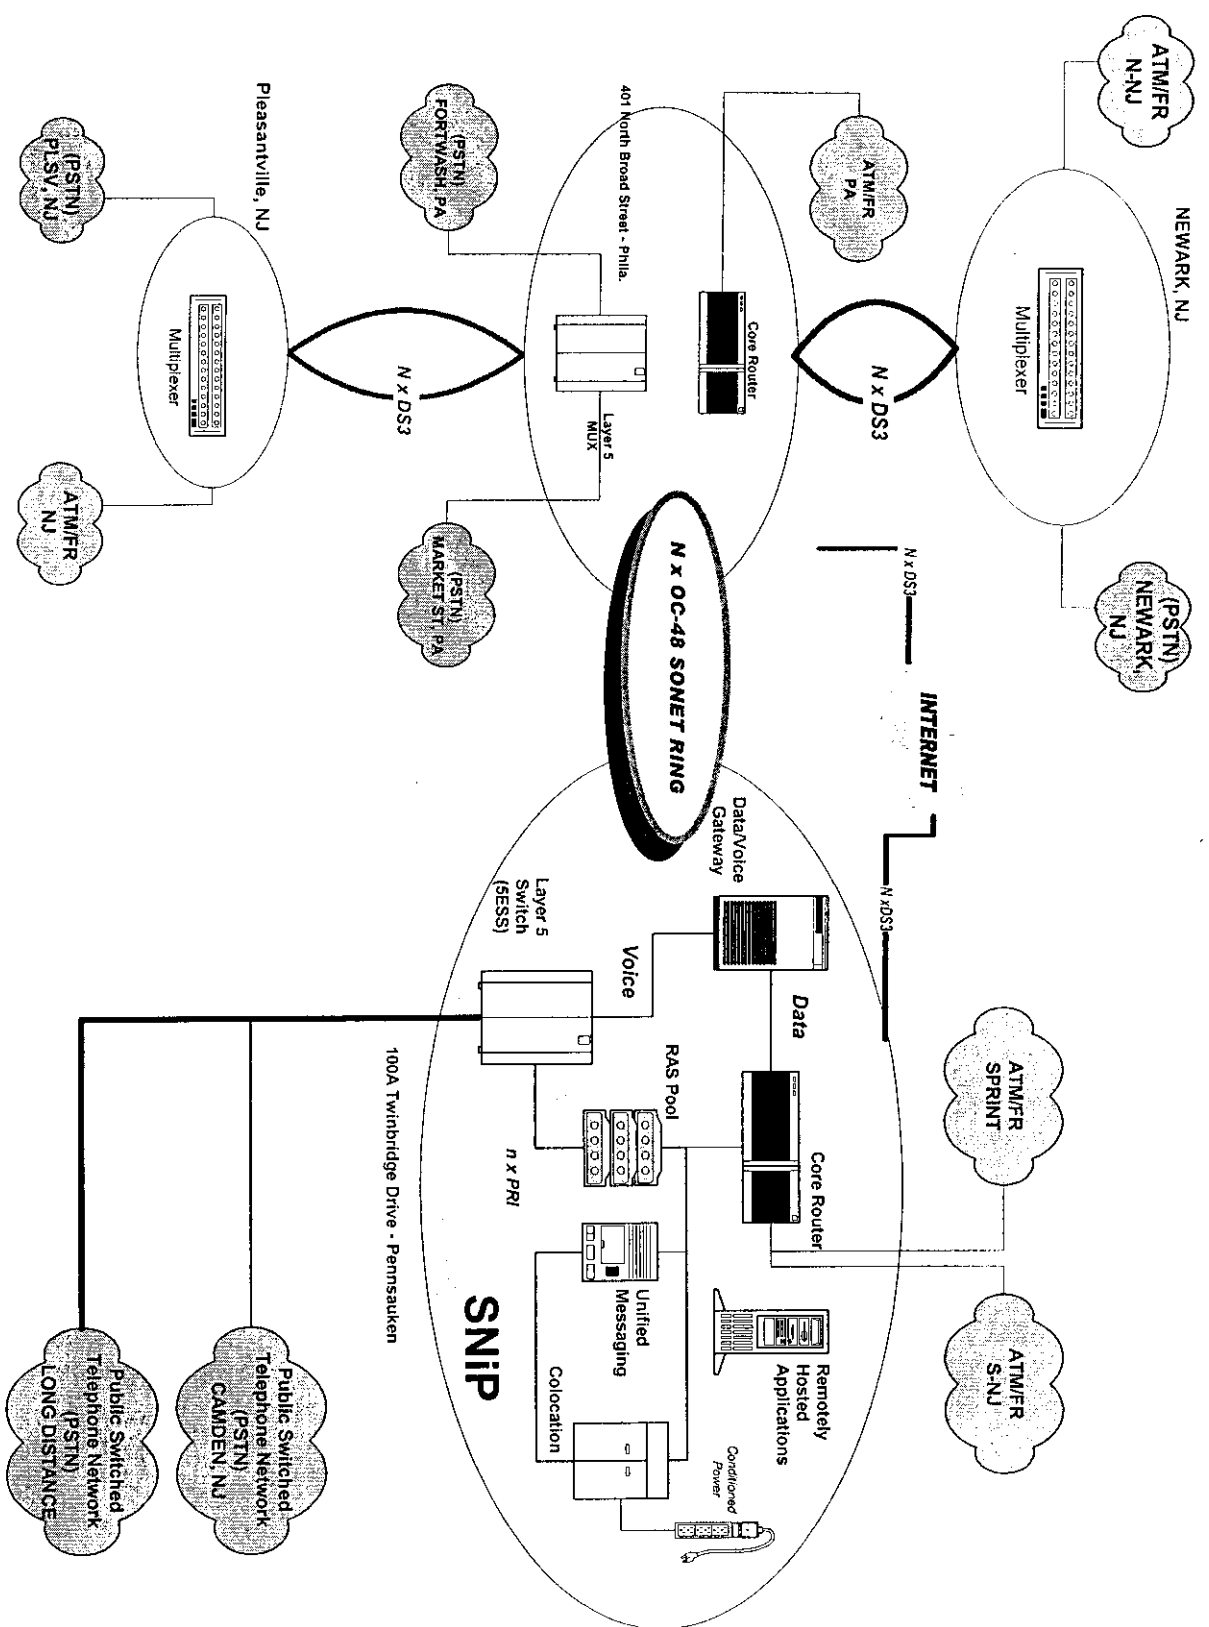 NEWARK, NJ
ATM/FR
N-NJ
Multiplexer
(PSTN)
NEWARK,
NJ
N x DS3
INTERNET
N x DS3
N xDS3
ATM/FR
PA
401 North Broad Street - Phila.
Core Router
Layer 5
MUX
(PSTN)
FORTWASH, PA
(PSTN)
MARKET ST, PA
N x OC-48 SONET RING
N x DS3
Pleasantville, NJ
(PSTN)
PLSV, NJ
Multiplexer
ATM/FR
NJ
ATM/FR
SPRINT
ATM/FR
S-NJ
Data/Voice
Gateway
Data
Voice
Core Router
Layer 5
Switch
(5ESS)
RAS Pool
n x PRI
Remotely
Hosted
Applications
Unified
Messaging
Colocation
Conditioned
Power
SNiP
100A Twinbridge Drive - Pennsauken
Public Switched
Telephone Network
(PSTN)
CAMDEN, NJ
Public Switched
Telephone Network
(PSTN)
LONG DISTANCE